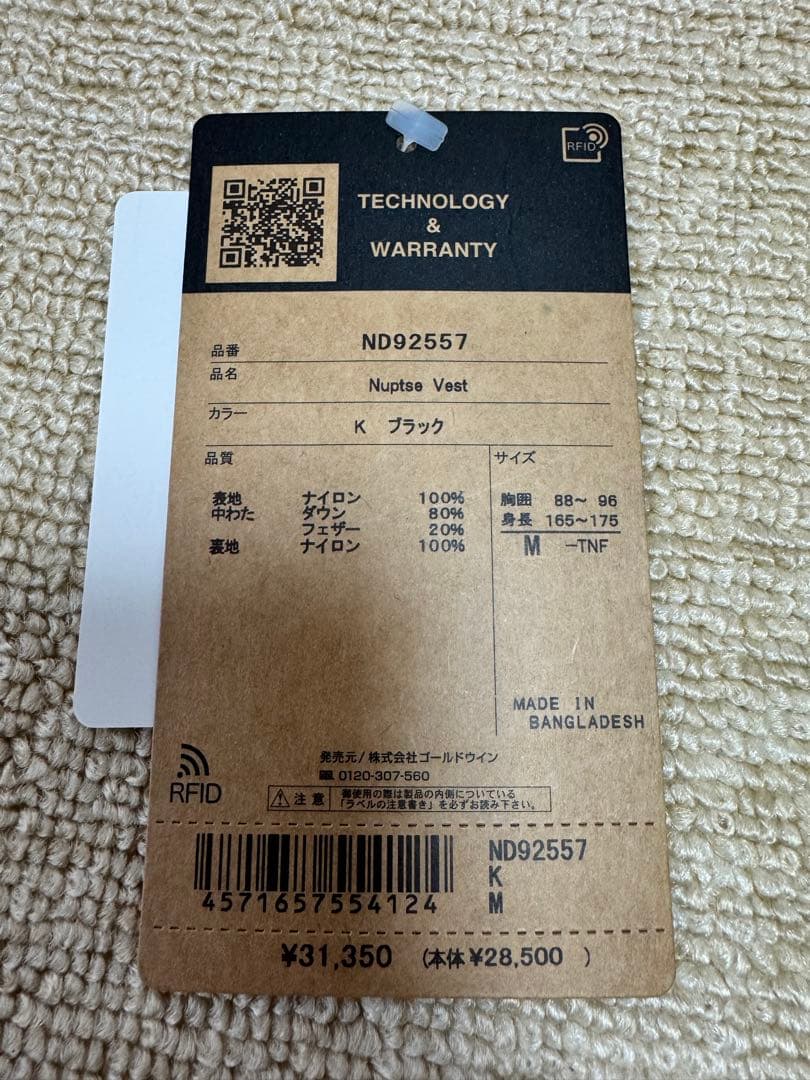 RFID
TECHNOLOGY
&
WARRANTY
品番 ND92557
品名 Nuptse Vest
カラー K ブラック
品質
表地 ナイロン 100%
中わた ダウン 80%
フェザー 20%
裏地 ナイロン 100%
サイズ
胸囲 88～ 96
身長 165～175
M -TNF
MADE IN
BANGLADESH
発売元/株式会社ゴールドウイン
0120-307-560
RFID
注意 御使用の際は製品の内側についている
「ラベルの注意書き」を必ずお読み下さい。
4571657554124
ND92557
K
M
¥31,350 (本体¥28,500 )